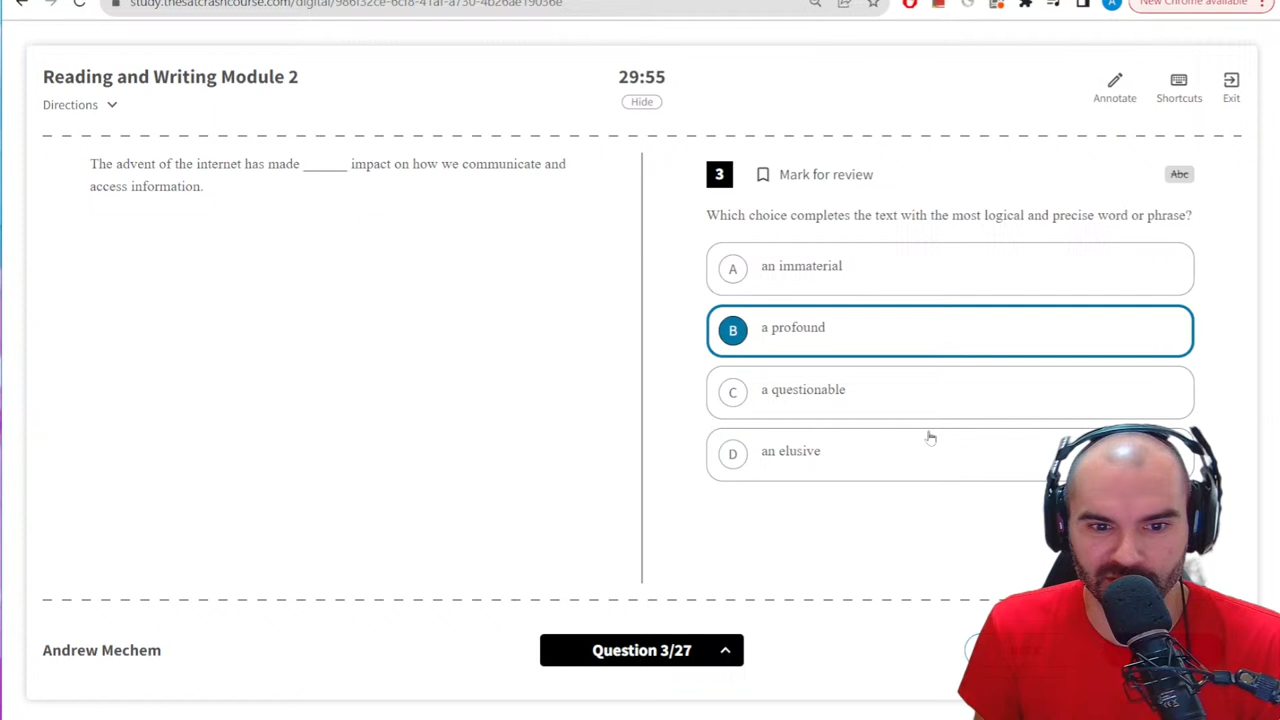 New Chrome available
Reading and Writing Module 2
Directions
29:55
Hide
Annotate
Shortcuts
Exit
The advent of the internet has made ______ impact on how we communicate and
access information.
3
Mark for review
Abc
Which choice completes the text with the most logical and precise word or phrase?
A
an immaterial
B
a profound
C
a questionable
D
an elusive
Andrew Mechem
Question 3/27